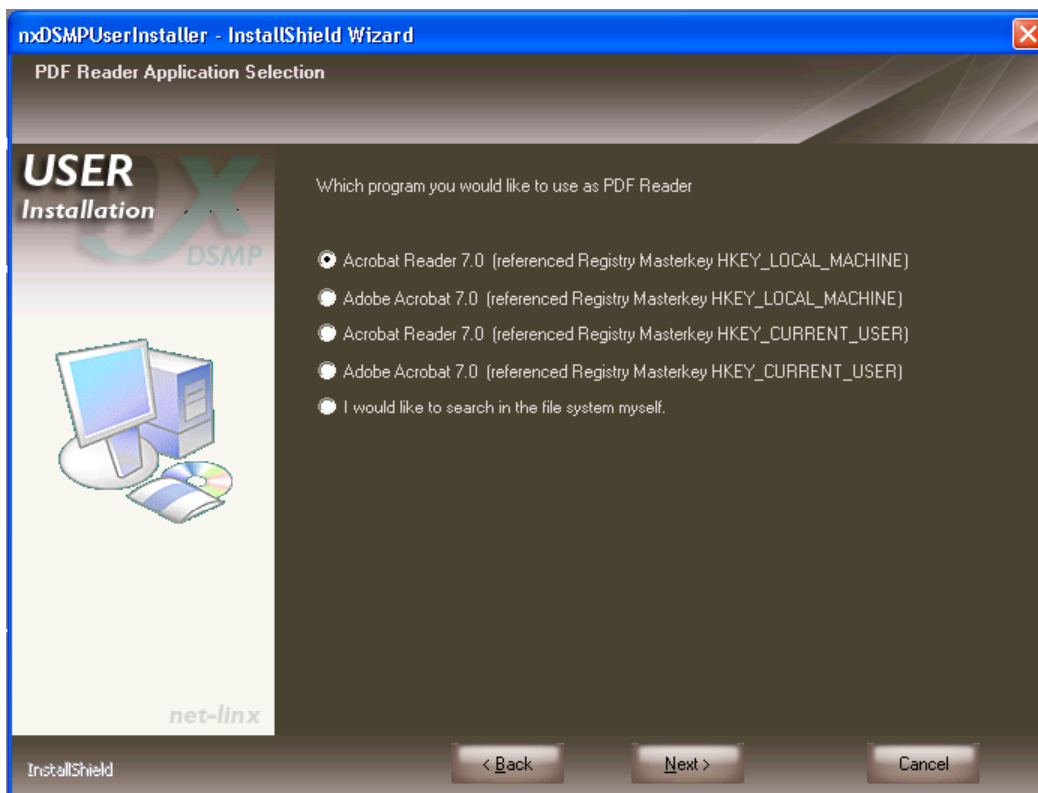 nxDSMPUserInstaller - InstallShield Wizard
PDF Reader Application Selection
USER
Installation
DSMP
Which program you would like to use as PDF Reader
Acrobat Reader 7.0 (referenced Registry Masterkey HKEY_LOCAL_MACHINE)
Adobe Acrobat 7.0 (referenced Registry Masterkey HKEY_LOCAL_MACHINE)
Acrobat Reader 7.0 (referenced Registry Masterkey HKEY_CURRENT_USER)
Adobe Acrobat 7.0 (referenced Registry Masterkey HKEY_CURRENT_USER)
I would like to search in the file system myself.
net-linx
InstallShield
< Back
Next >
Cancel